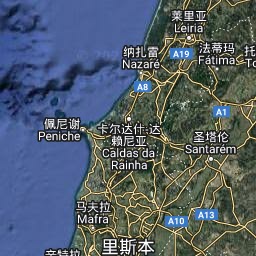 莱里亚
Leiria
纳扎雷
Nazaré
A19
法蒂玛
Fátima
A8
A1
佩尼谢
Peniche
卡尔达什·达
赖尼亚
Caldas da
Rainha
圣塔伦
Santarém
马夫拉
Mafra
A10
A13
里斯本